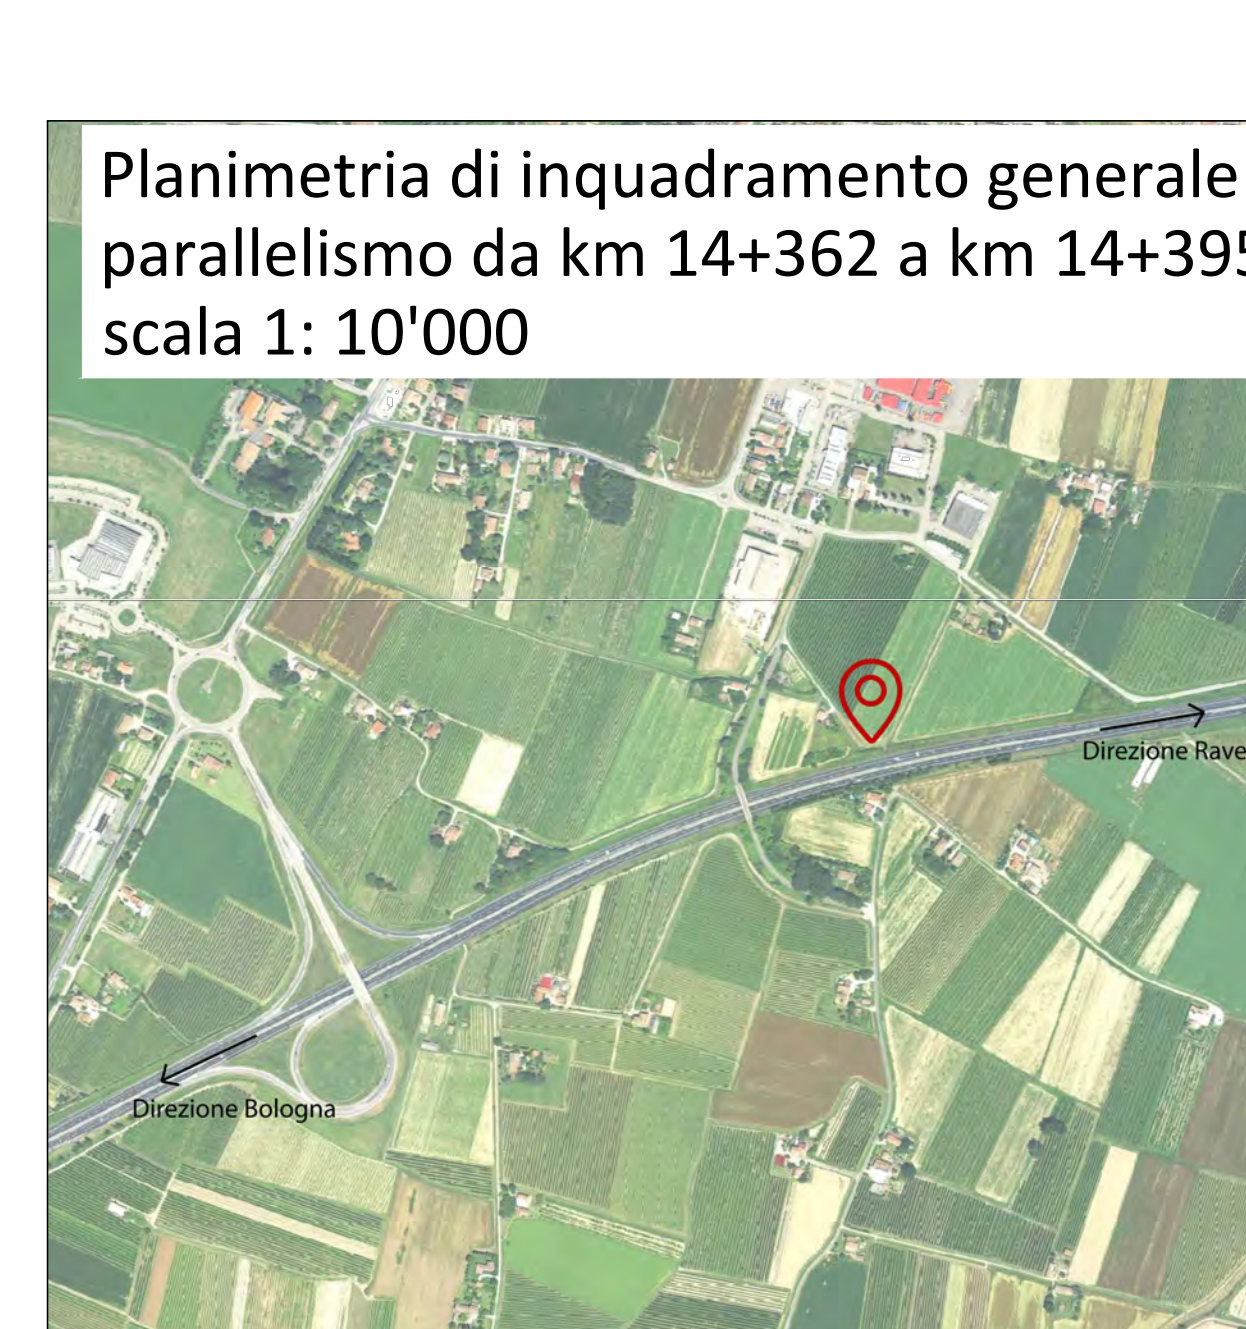 Planimetria di inquadramento generale
parallelismo da km 14+362 a km 14+395
scala 1: 10'000
Direzione Rave
Direzione Bologna